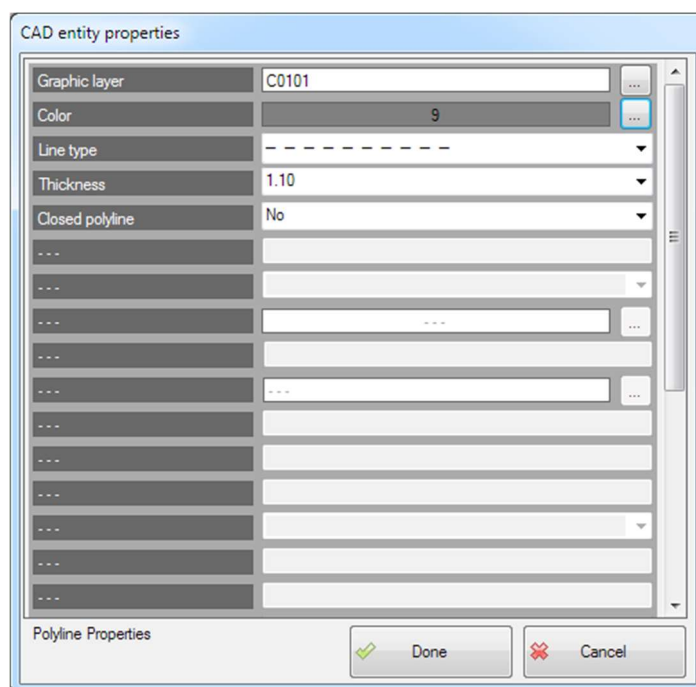 CAD entity properties
Graphic layer C0101 ...
Color 9 ...
Line type
Thickness 1.10
Closed polyline No
---
---
--- --- ...
---
--- --- ...
---
---
---
---
---
---
Polyline Properties Done Cancel